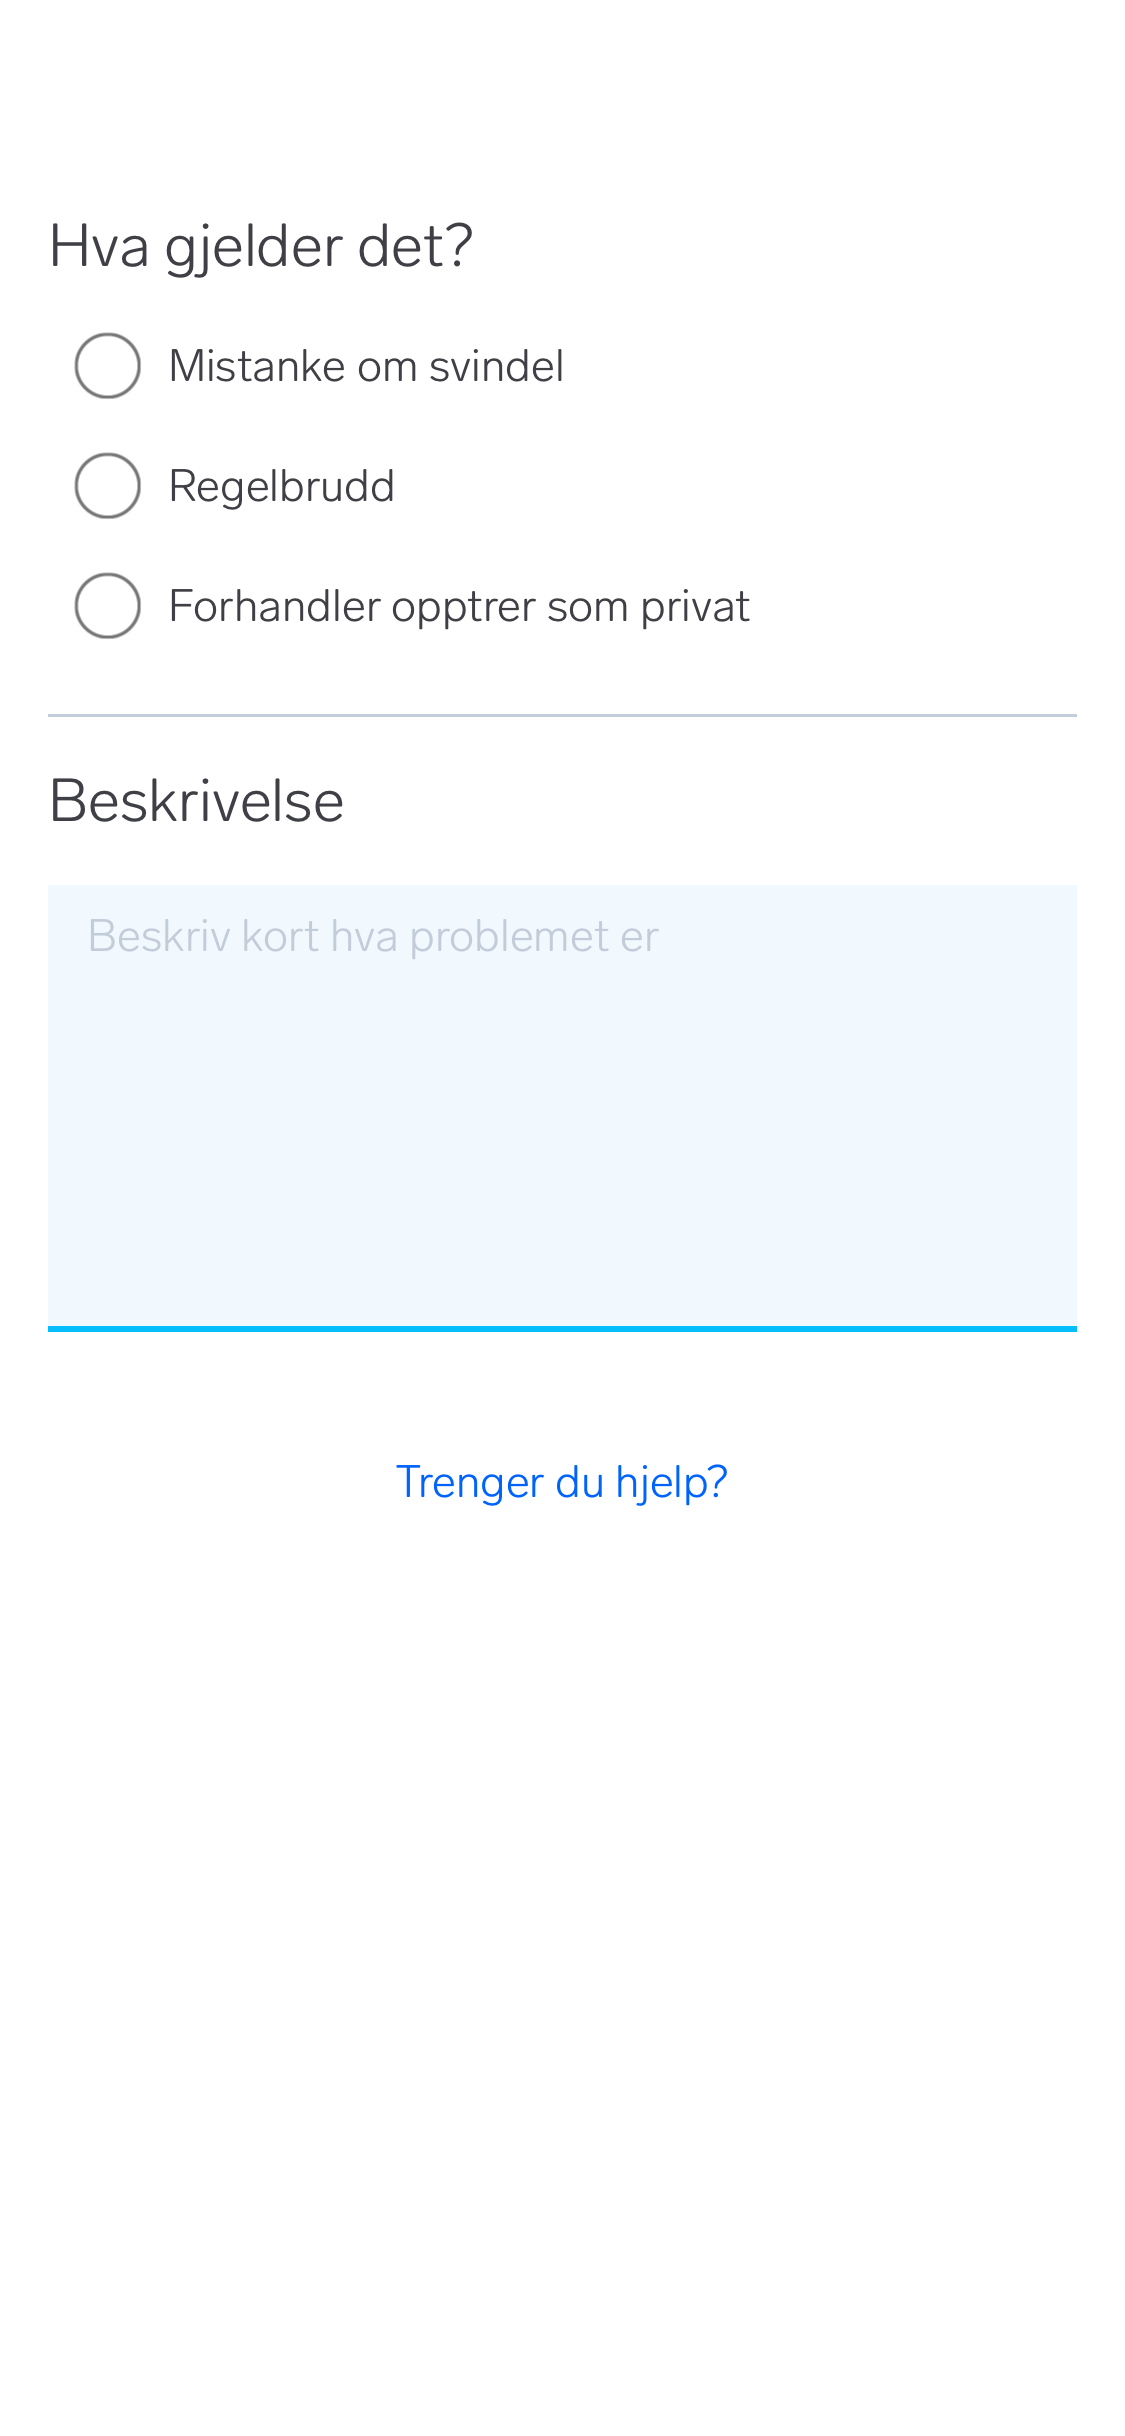 Hva gjelder det?
Mistanke om svindel
Regelbrudd
Forhandler opptrer som privat
Beskrivelse
Beskriv kort hva problemet er
Trenger du hjelp?